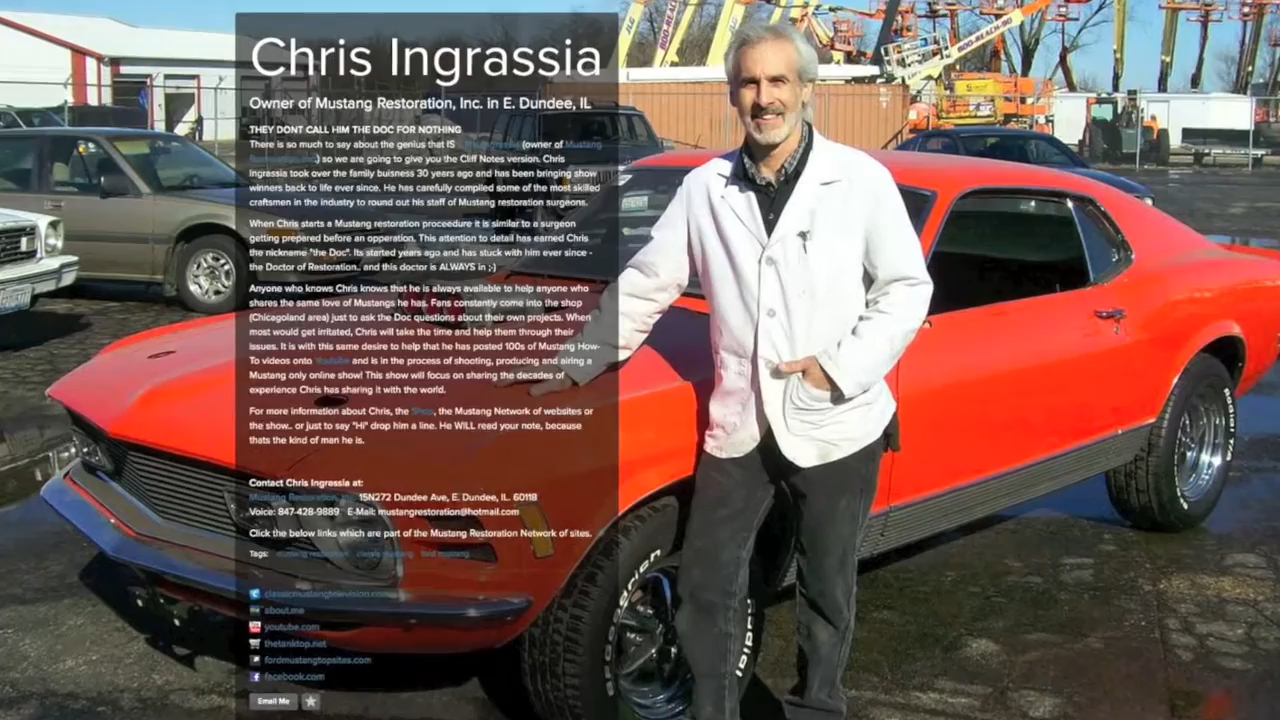 Chris Ingrassia
Owner of Mustang Restoration, Inc. in E. Dundee, IL
THEY DONT CALL HIM THE DOC FOR NOTHING
There is so much to say about the genius that IS (owner of Mustang
Restoration, Inc.) so we are going to give you the Cliff Notes version. Chris
Ingrassia took over the family buisness 30 years ago and has been bringing show
winners back to life ever since. He has carefully compiled some of the most skilled
craftsmen in the industry to round out his staff of Mustang restoration surgeons.
When Chris starts a Mustang restoration proceedure it is similar to a surgeon
getting prepared before an opperation. This attention to detail has earned Chris
the nickname "the Doc". Its started years ago and has stuck with him ever since -
the Doctor of Restoration.. and this doctor is ALWAYS in ;-)
Anyone who knows Chris knows that he is always available to help anyone who
shares the same love of Mustangs he has. Fans constantly come into the shop
(Chicagoland area) just to ask the Doc questions about their own projects. When
most would get irritated, Chris will take the time and help them through their
issues. It is with this same desire to help that he has posted 100s of Mustang How-
To videos onto Youtube and is in the process of shooting, producing and airing a
Mustang only online show! This show will focus on sharing the decades of
experience Chris has sharing it with the world.
For more information about Chris, the Shop, the Mustang Network of websites or
the show.. or just to say "Hi" drop him a line. He WILL read your note, because
thats the kind of man he is.
Contact Chris Ingrassia at:
Mustang Restoration, Inc. 15N272 Dundee Ave, E. Dundee, IL. 60118
Voice: 847-428-9889 E-Mail: mustangrestoration@hotmail.com
Click the below links which are part of the Mustang Restoration Network of sites.
Tags: mustang restoration classic mustang ford mustang
classicmustangtelevision.com
about.me
youtube.com
thetanktop.net
fordmustangtopsites.com
facebook.com
Email Me
JLG
800-REACH-PRO